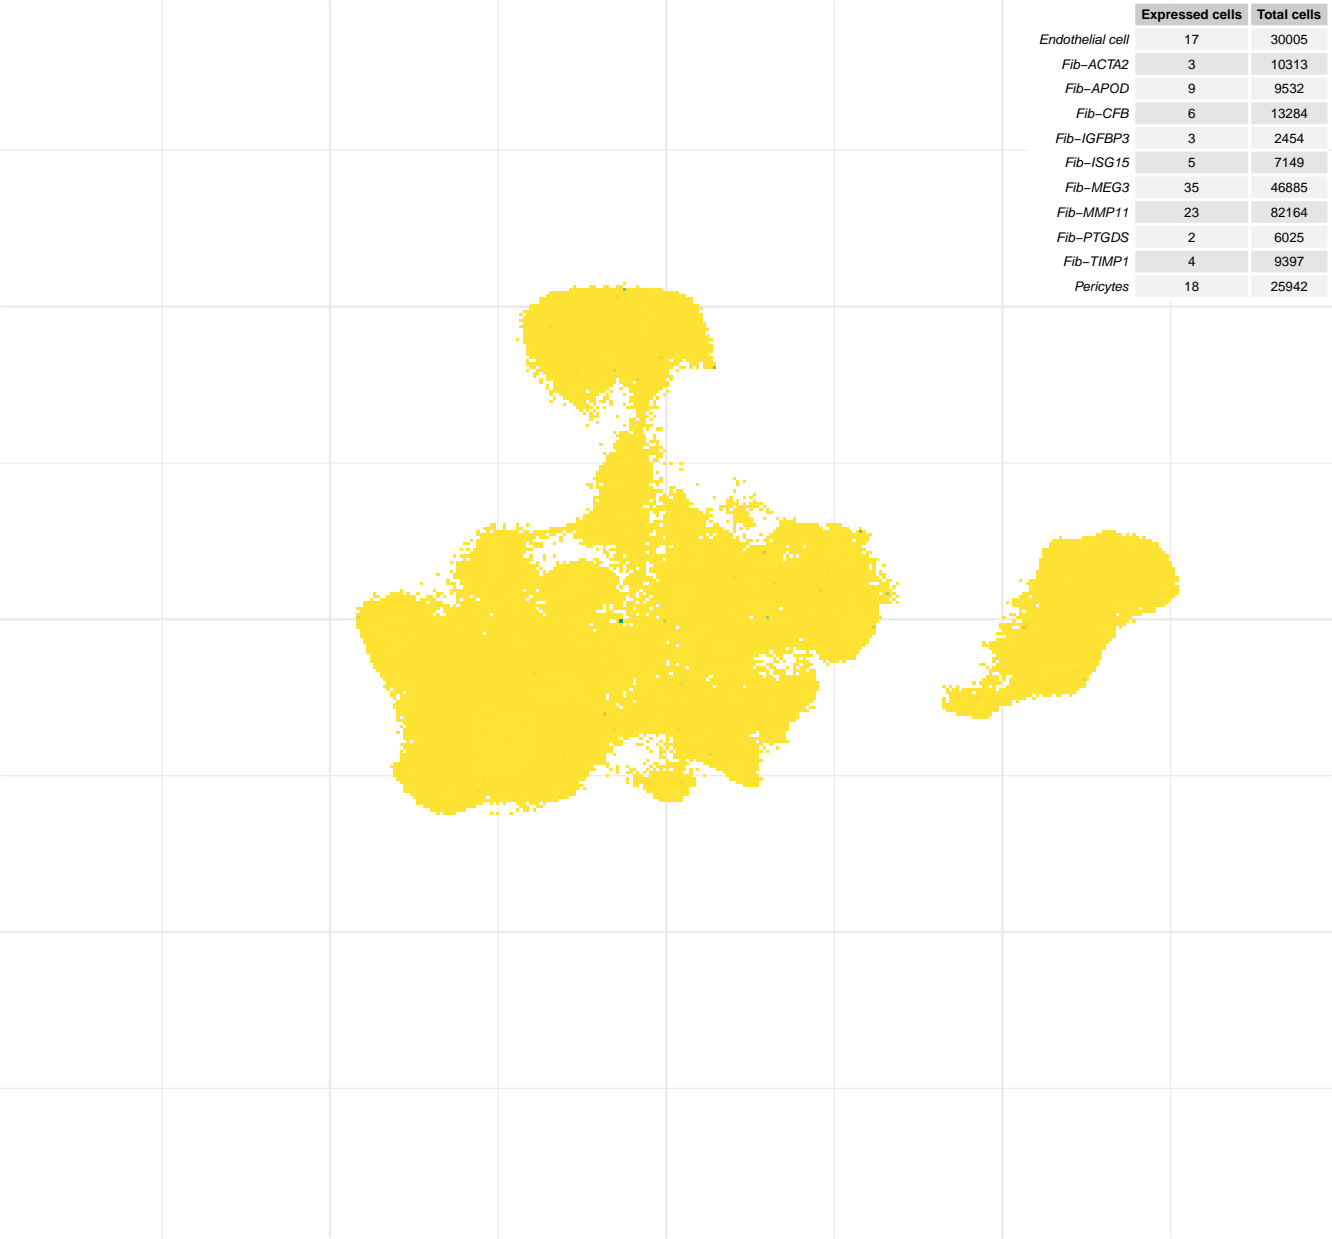 Expressed cells Total cells
Endothelial cell 17 30005
Fib−ACTA2 3 10313
Fib−APOD 9 9532
Fib−CFB 6 13284
Fib−IGFBP3 3 2454
Fib−ISG15 5 7149
Fib−MEG3 35 46885
Fib−MMP11 23 82164
Fib−PTGDS 2 6025
Fib−TIMP1 4 9397
Pericytes 18 25942